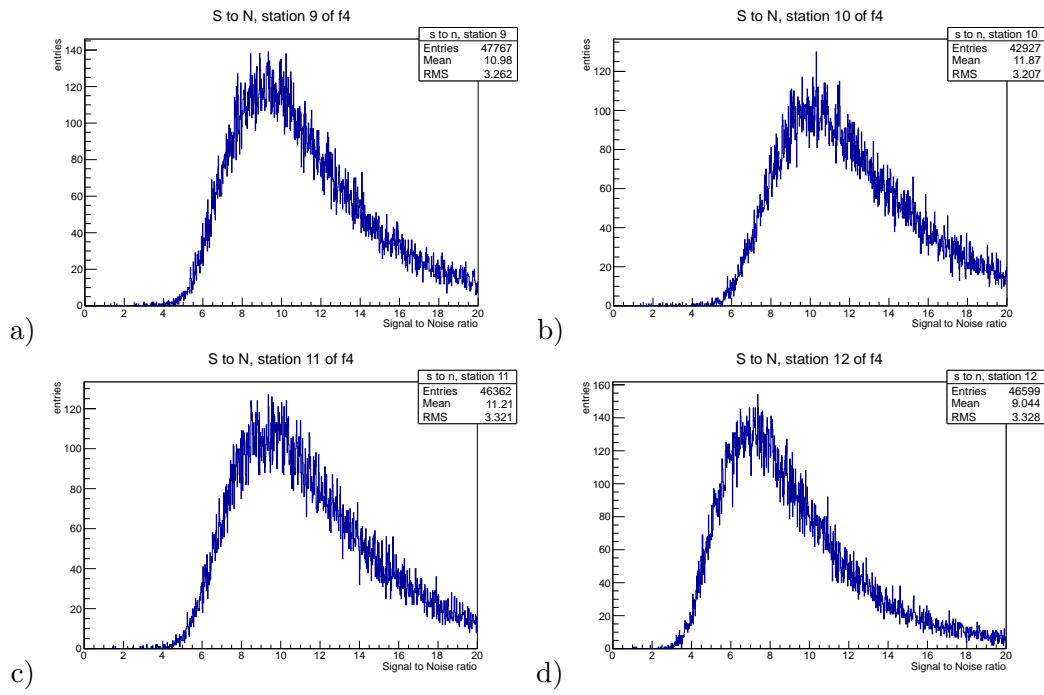 S to N, station 9 of f4
entries
s to n, station 9
Entries 47767
Mean 10.98
RMS 3.262
140
120
100
80
60
40
20
0
0 2 4 6 8 10 12 14 16 18 20
Signal to Noise ratio
a)
S to N, station 10 of f4
entries
s to n, station 10
Entries 42927
Mean 11.87
RMS 3.207
120
100
80
60
40
20
0
0 2 4 6 8 10 12 14 16 18 20
Signal to Noise ratio
b)
S to N, station 11 of f4
entries
s to n, station 11
Entries 46362
Mean 11.21
RMS 3.321
120
100
80
60
40
20
0
0 2 4 6 8 10 12 14 16 18 20
Signal to Noise ratio
c)
S to N, station 12 of f4
entries
s to n, station 12
Entries 46599
Mean 9.044
RMS 3.328
160
140
120
100
80
60
40
20
0
0 2 4 6 8 10 12 14 16 18 20
Signal to Noise ratio
d)